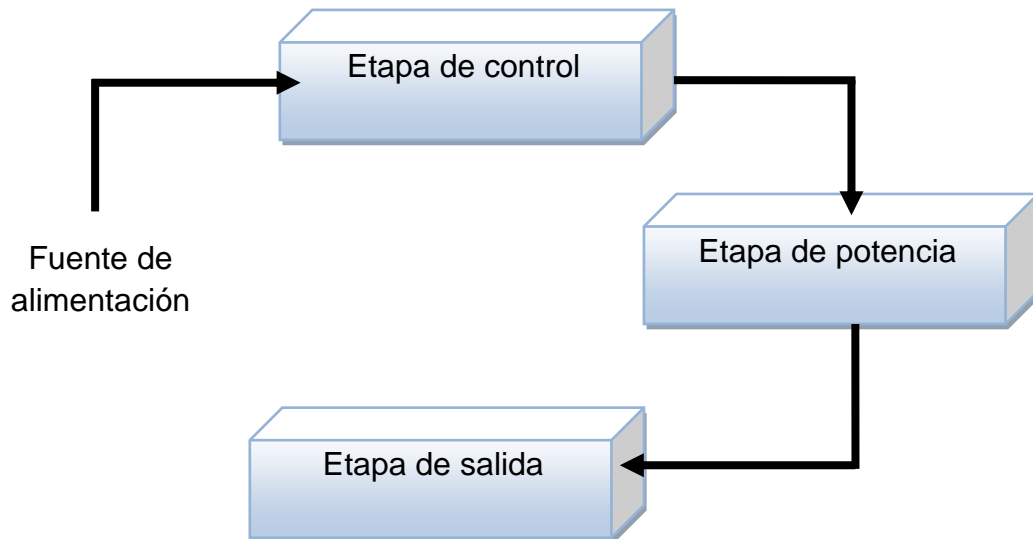 Etapa de control
Fuente de
alimentación
Etapa de potencia
Etapa de salida